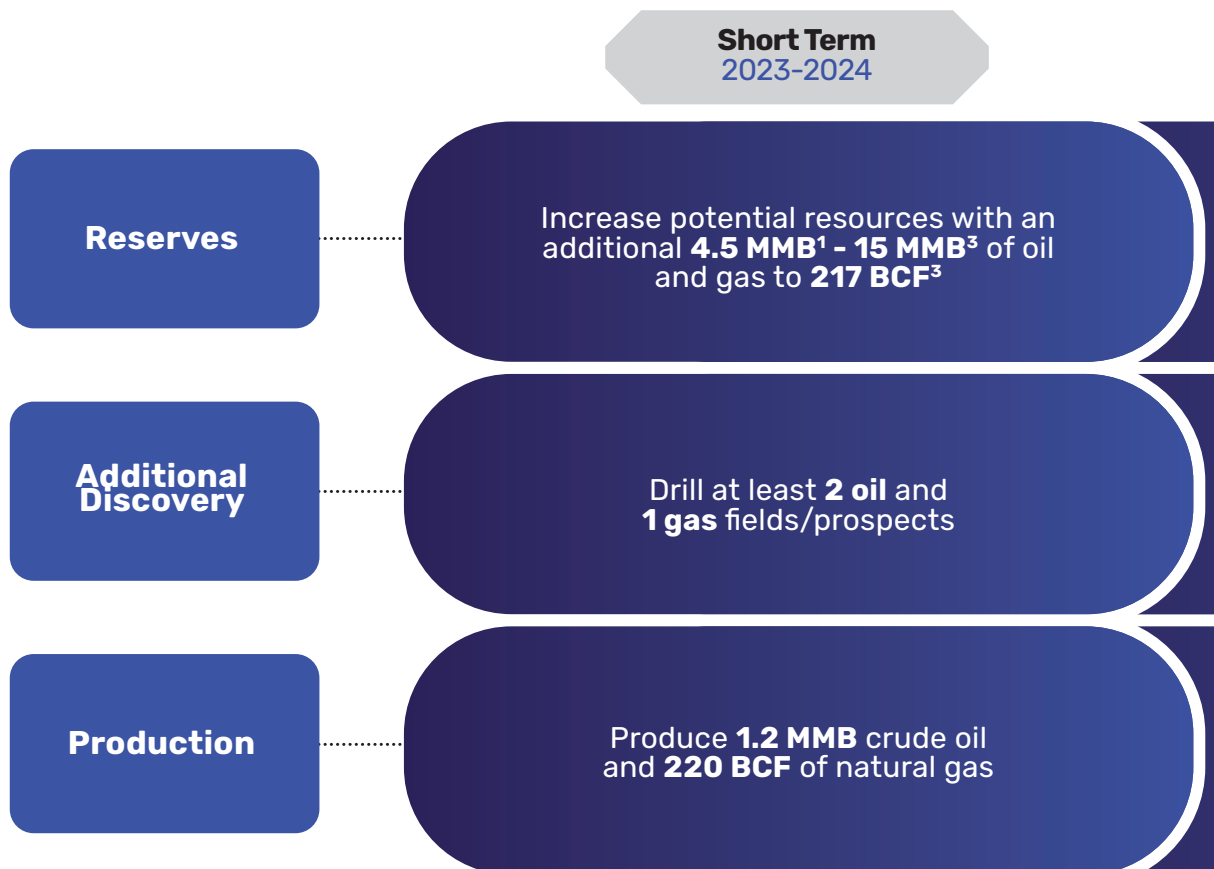 Short Term
2023-2024
Reserves
Increase potential resources with an
additional 4.5 MMB¹ - 15 MMB³ of oil
and gas to 217 BCF³
Additional
Discovery
Drill at least 2 oil and
1 gas fields/prospects
Production
Produce 1.2 MMB crude oil
and 220 BCF of natural gas